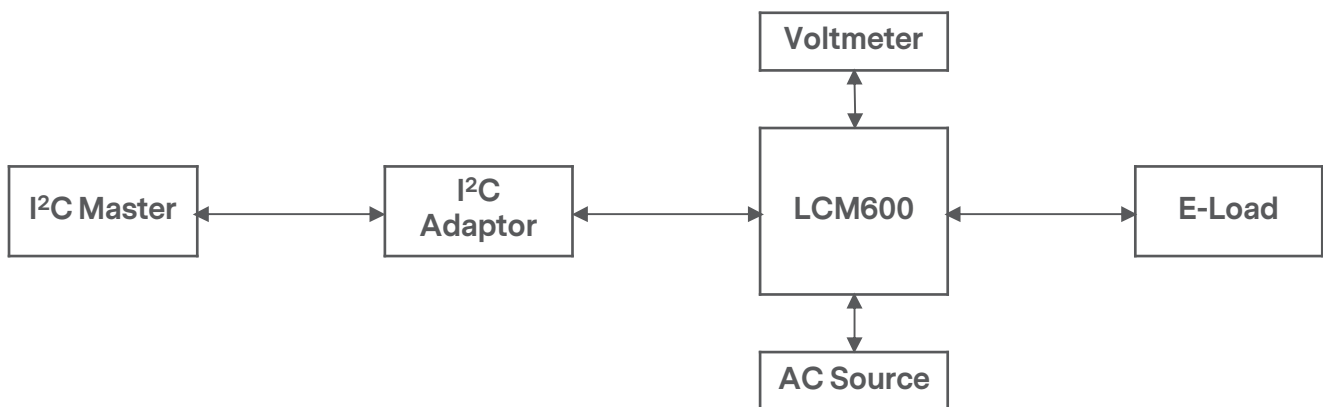 Voltmeter
I²C Master
I²C
Adaptor
LCM600
E-Load
AC Source